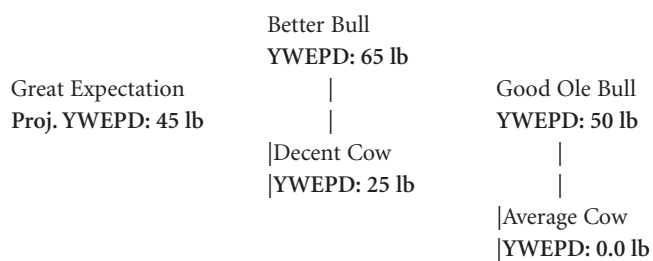 Better Bull
YWEPD: 65 lb
Great Expectation
Proj. YWEPD: 45 lb
|Decent Cow
|YWEPD: 25 lb
Good Ole Bull
YWEPD: 50 lb
|Average Cow
|YWEPD: 0.0 lb